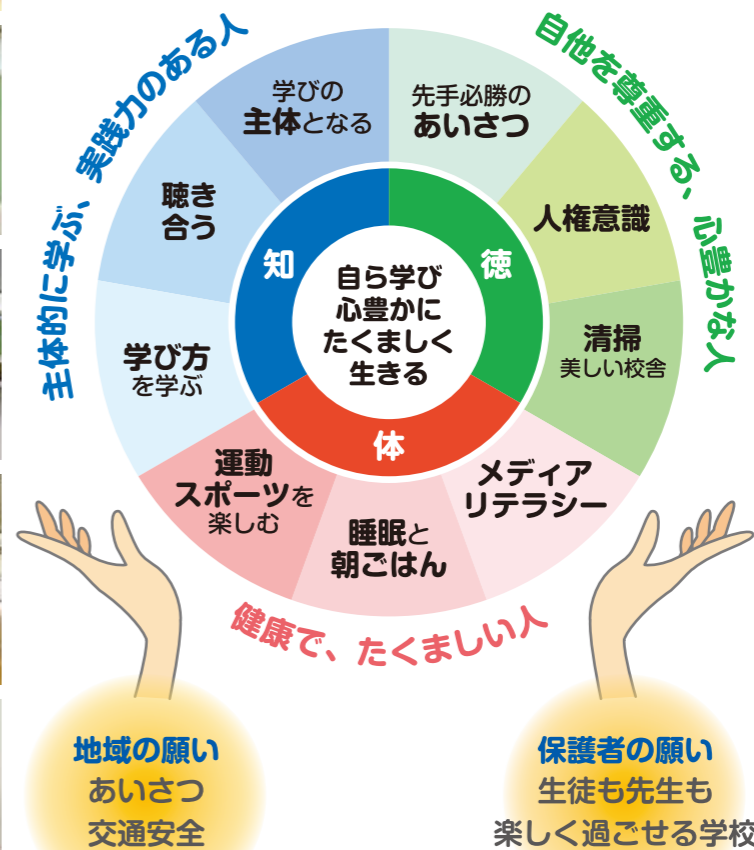 主体的に学ぶ、実践力のある人
自他を尊重する、心豊かな人
学びの
主体となる
先手必勝の
あいさつ
聴き
合う
人権意識
知
徳
自ら学び
心豊かに
たくましく
生きる
学び方
を学ぶ
清掃
美しい校舎
体
運動
スポーツを
楽しむ
睡眠と
朝ごはん
メディア
リテラシー
健康で、たくましい人
地域の願い
あいさつ
交通安全
保護者の願い
生徒も先生も
楽しく過ごせる学校